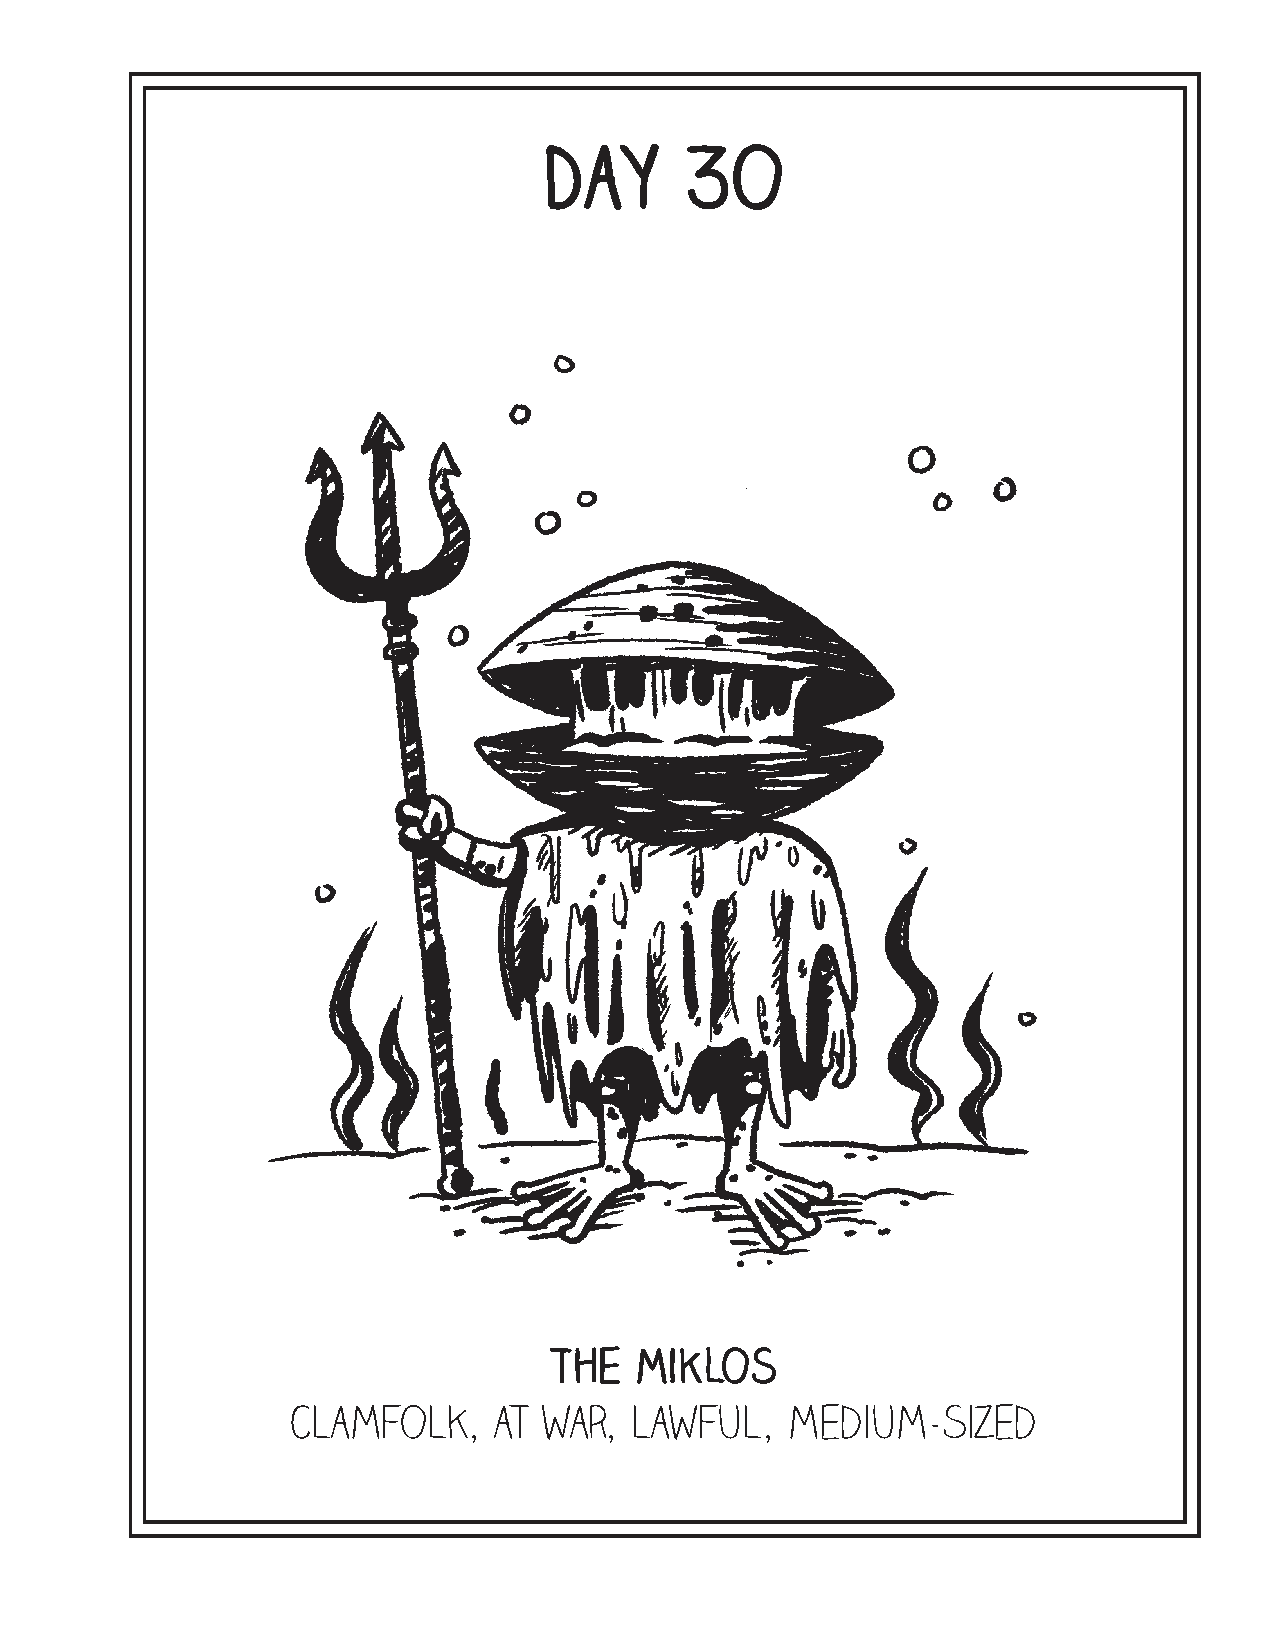 DAY 30
THE MIKLOS
CLAMFOLK, AT WAR, LAWFUL, MEDIUM-SIZED